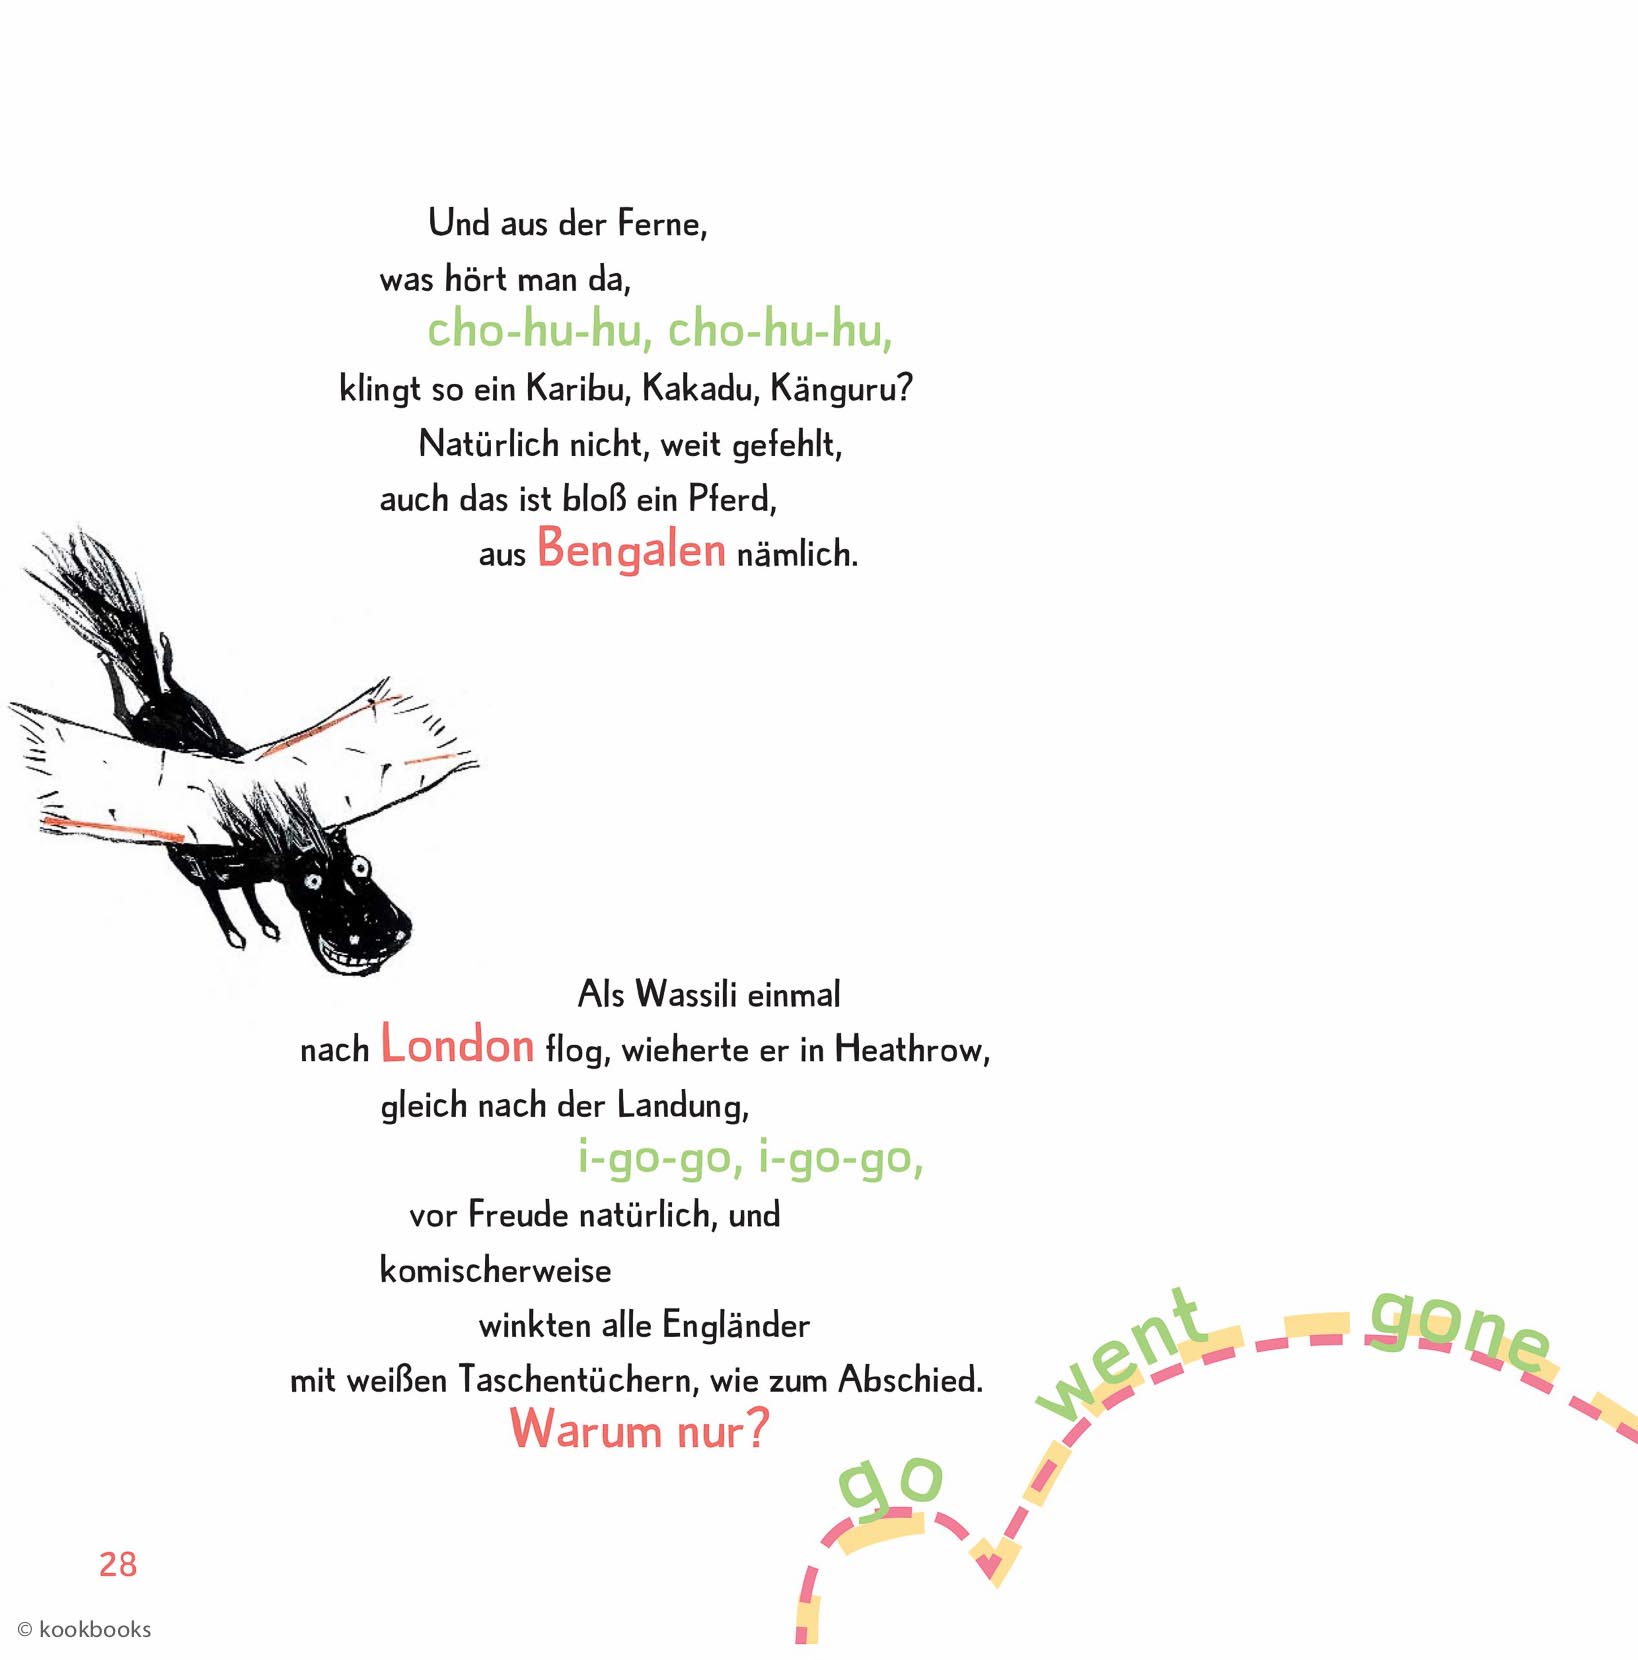 Und aus der Ferne,
was hört man da,
cho-hu-hu, cho-hu-hu,
klingt so ein Karibu, Kakadu, Känguru?
Natürlich nicht, weit gefehlt,
auch das ist bloß ein Pferd,
aus Bengalen nämlich.
Als Wassili einmal
nach London flog, wieherte er in Heathrow,
gleich nach der Landung,
i-go-go, i-go-go,
vor Freude natürlich, und
komischerweise
winkten alle Engländer
mit weißen Taschentüchern, wie zum Abschied.
Warum nur?
go
went
gone
28
© kookbooks